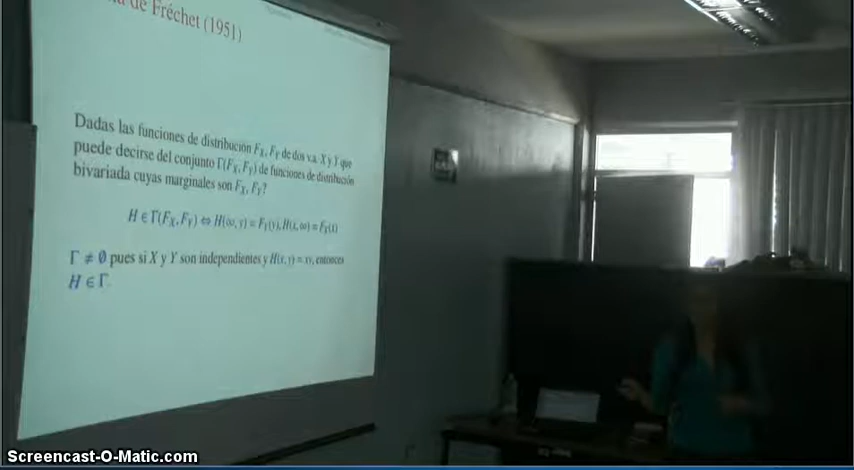 de Fréchet (1951)
Dadas las funciones de distribución F_X, F_Y de dos v.a. X y Y que
puede decirse del conjunto Γ(F_X, F_Y) de funciones de distribución
bivariada cuyas marginales son F_X, F_Y?
H ∈ Γ(F_X, F_Y) ⇔ H(∞, y) = F_Y(y), H(x, ∞) = F_X(x)
Γ ≠ ∅ pues si X y Y son independientes y H(x, y) = xy, entonces
H ∈ Γ.
Screencast-O-Matic.com